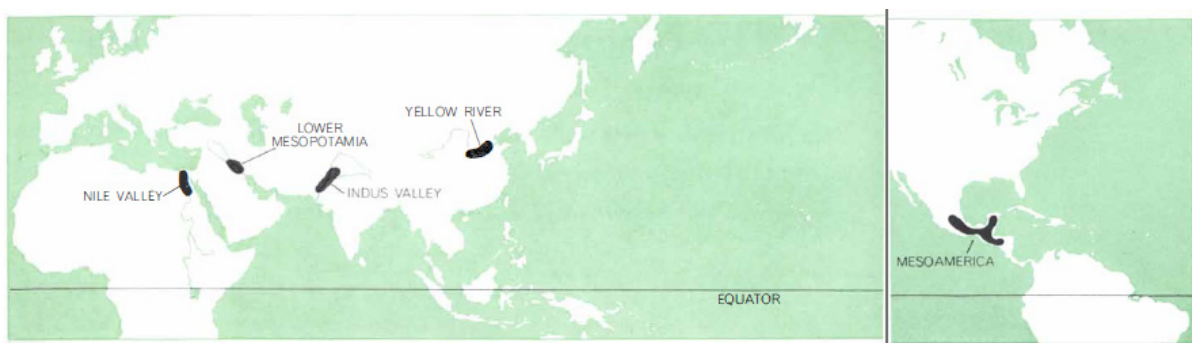 YELLOW RIVER
LOWER
MESOPOTAMIA
NILE VALLEY
INDUS VALLEY
MESOAMERICA
EQUATOR